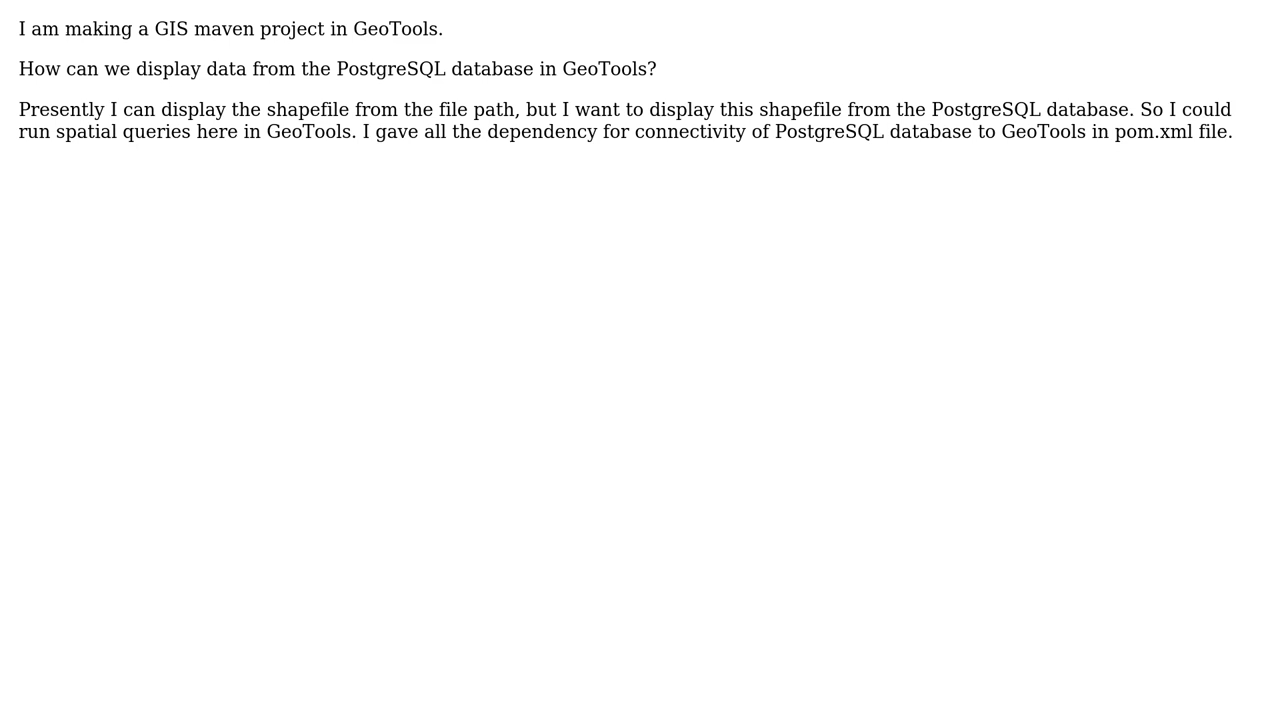 I am making a GIS maven project in GeoTools.
How can we display data from the PostgreSQL database in GeoTools?
Presently I can display the shapefile from the file path, but I want to display this shapefile from the PostgreSQL database. So I could
run spatial queries here in GeoTools. I gave all the dependency for connectivity of PostgreSQL database to GeoTools in pom.xml file.